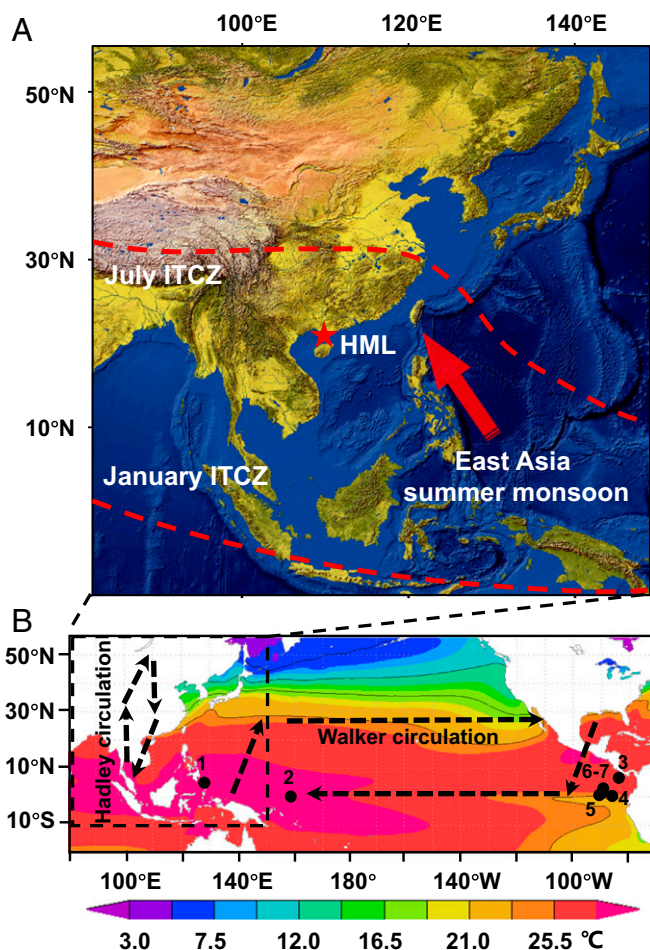 A
100°E 120°E 140°E
50°N
30°N
10°N
July ITCZ
HML
January ITCZ
East Asia
summer monsoon
B
50°N
30°N
10°N
10°S
Hadley circulation
Walker circulation
1
2
3
6-7
5
4
100°E 140°E 180° 140°W 100°W
3.0 7.5 12.0 16.5 21.0 25.5 ℃